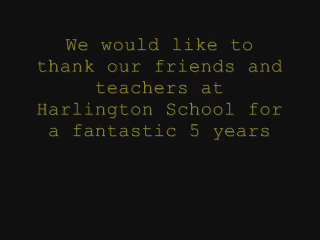 We would like to
thank our friends and
teachers at
Harlington School for
a fantastic 5 years